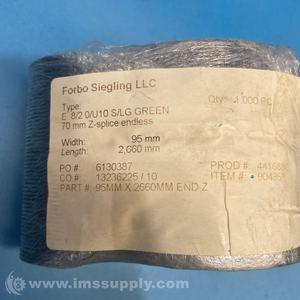 Forbo Siegling LLC
Type: Qty: 1.000 PC
E 8/2 0/U10 S/LG GREEN
70 mm Z-splice endless
Width: 95 mm
Length: 2,660 mm
PO # 6130387 PROD #
CO # 13236225 / 10 ITEM #
PART # 95MM X 2660MM END Z
© www.imssupply.com